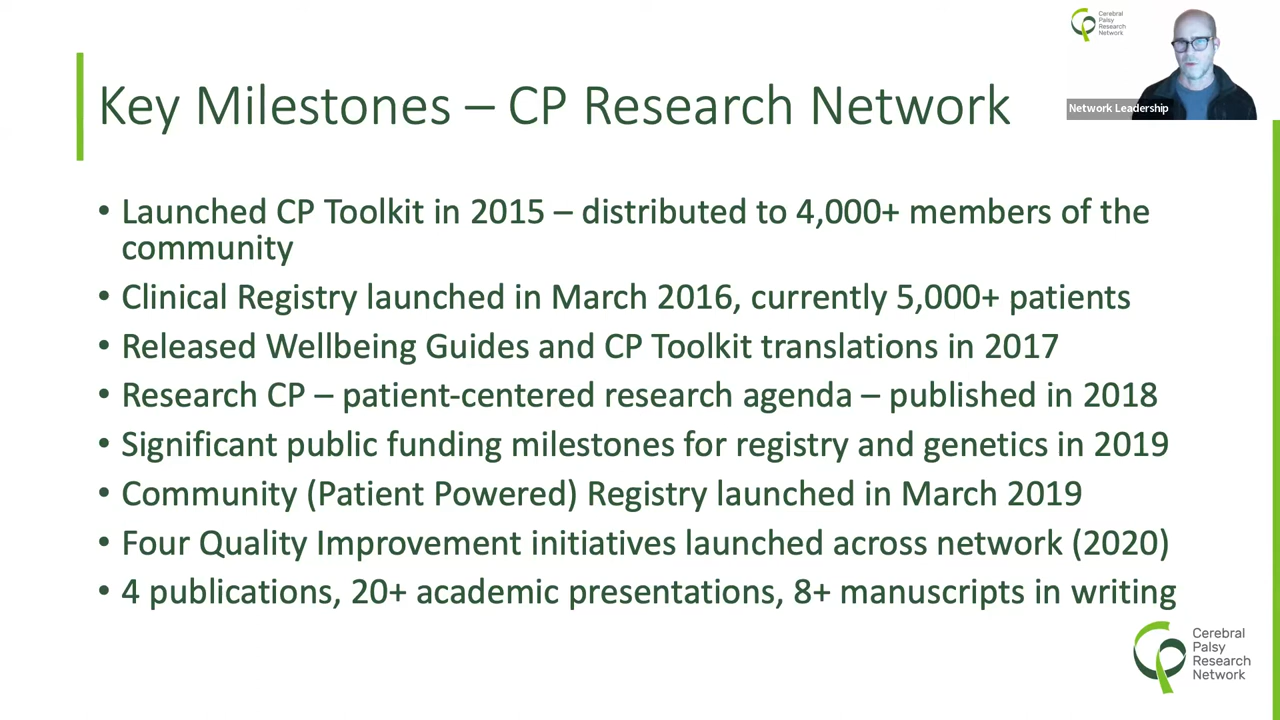 Key Milestones – CP Research Network
Cerebral
Palsy
Research
Network
Network Leadership
• Launched CP Toolkit in 2015 – distributed to 4,000+ members of the
community
• Clinical Registry launched in March 2016, currently 5,000+ patients
• Released Wellbeing Guides and CP Toolkit translations in 2017
• Research CP – patient-centered research agenda – published in 2018
• Significant public funding milestones for registry and genetics in 2019
• Community (Patient Powered) Registry launched in March 2019
• Four Quality Improvement initiatives launched across network (2020)
• 4 publications, 20+ academic presentations, 8+ manuscripts in writing
Cerebral
Palsy
Research
Network